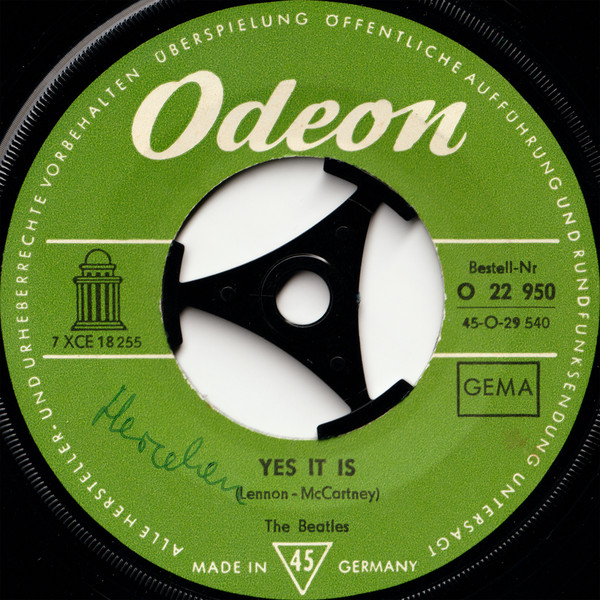 ALLE HERSTELLER- UND URHEBERRECHTE VORBEHALTEN ÜBERSPIELUNG ÖFFENTLICHE AUFFÜHRUNG UND RUNDFUNKSENDUNG UNTERSAGT
Odeon
Bestell-Nr
O 22 950
7 XCE 18 255
45-O-29 540
GEMA
YES IT IS
(Lennon - McCartney)
The Beatles
MADE IN 45 GERMANY